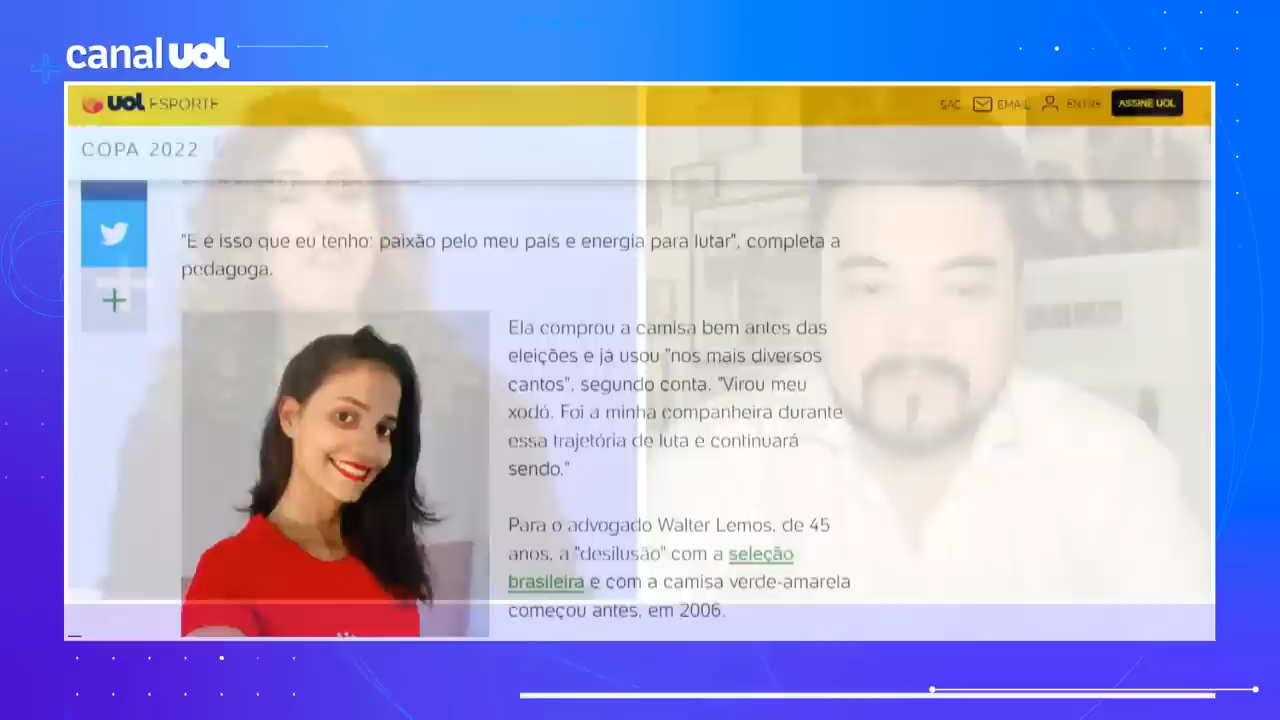 canal uol
uol ESPORTE
SAC EMAIL ENTRE ASSINE UOL
COPA 2022
"E é isso que eu tenho: paixão pelo meu país e energia para lutar", completa a
pedagoga.
Ela comprou a camisa bem antes das
eleições e já usou "nos mais diversos
cantos", segundo conta. "Virou meu
xodó. Foi a minha companheira durante
essa trajetória de luta e continuará
sendo."
Para o advogado Walter Lemos, de 45
anos, a "desilusão" com a seleção
brasileira e com a camisa verde-amarela
começou antes, em 2006.